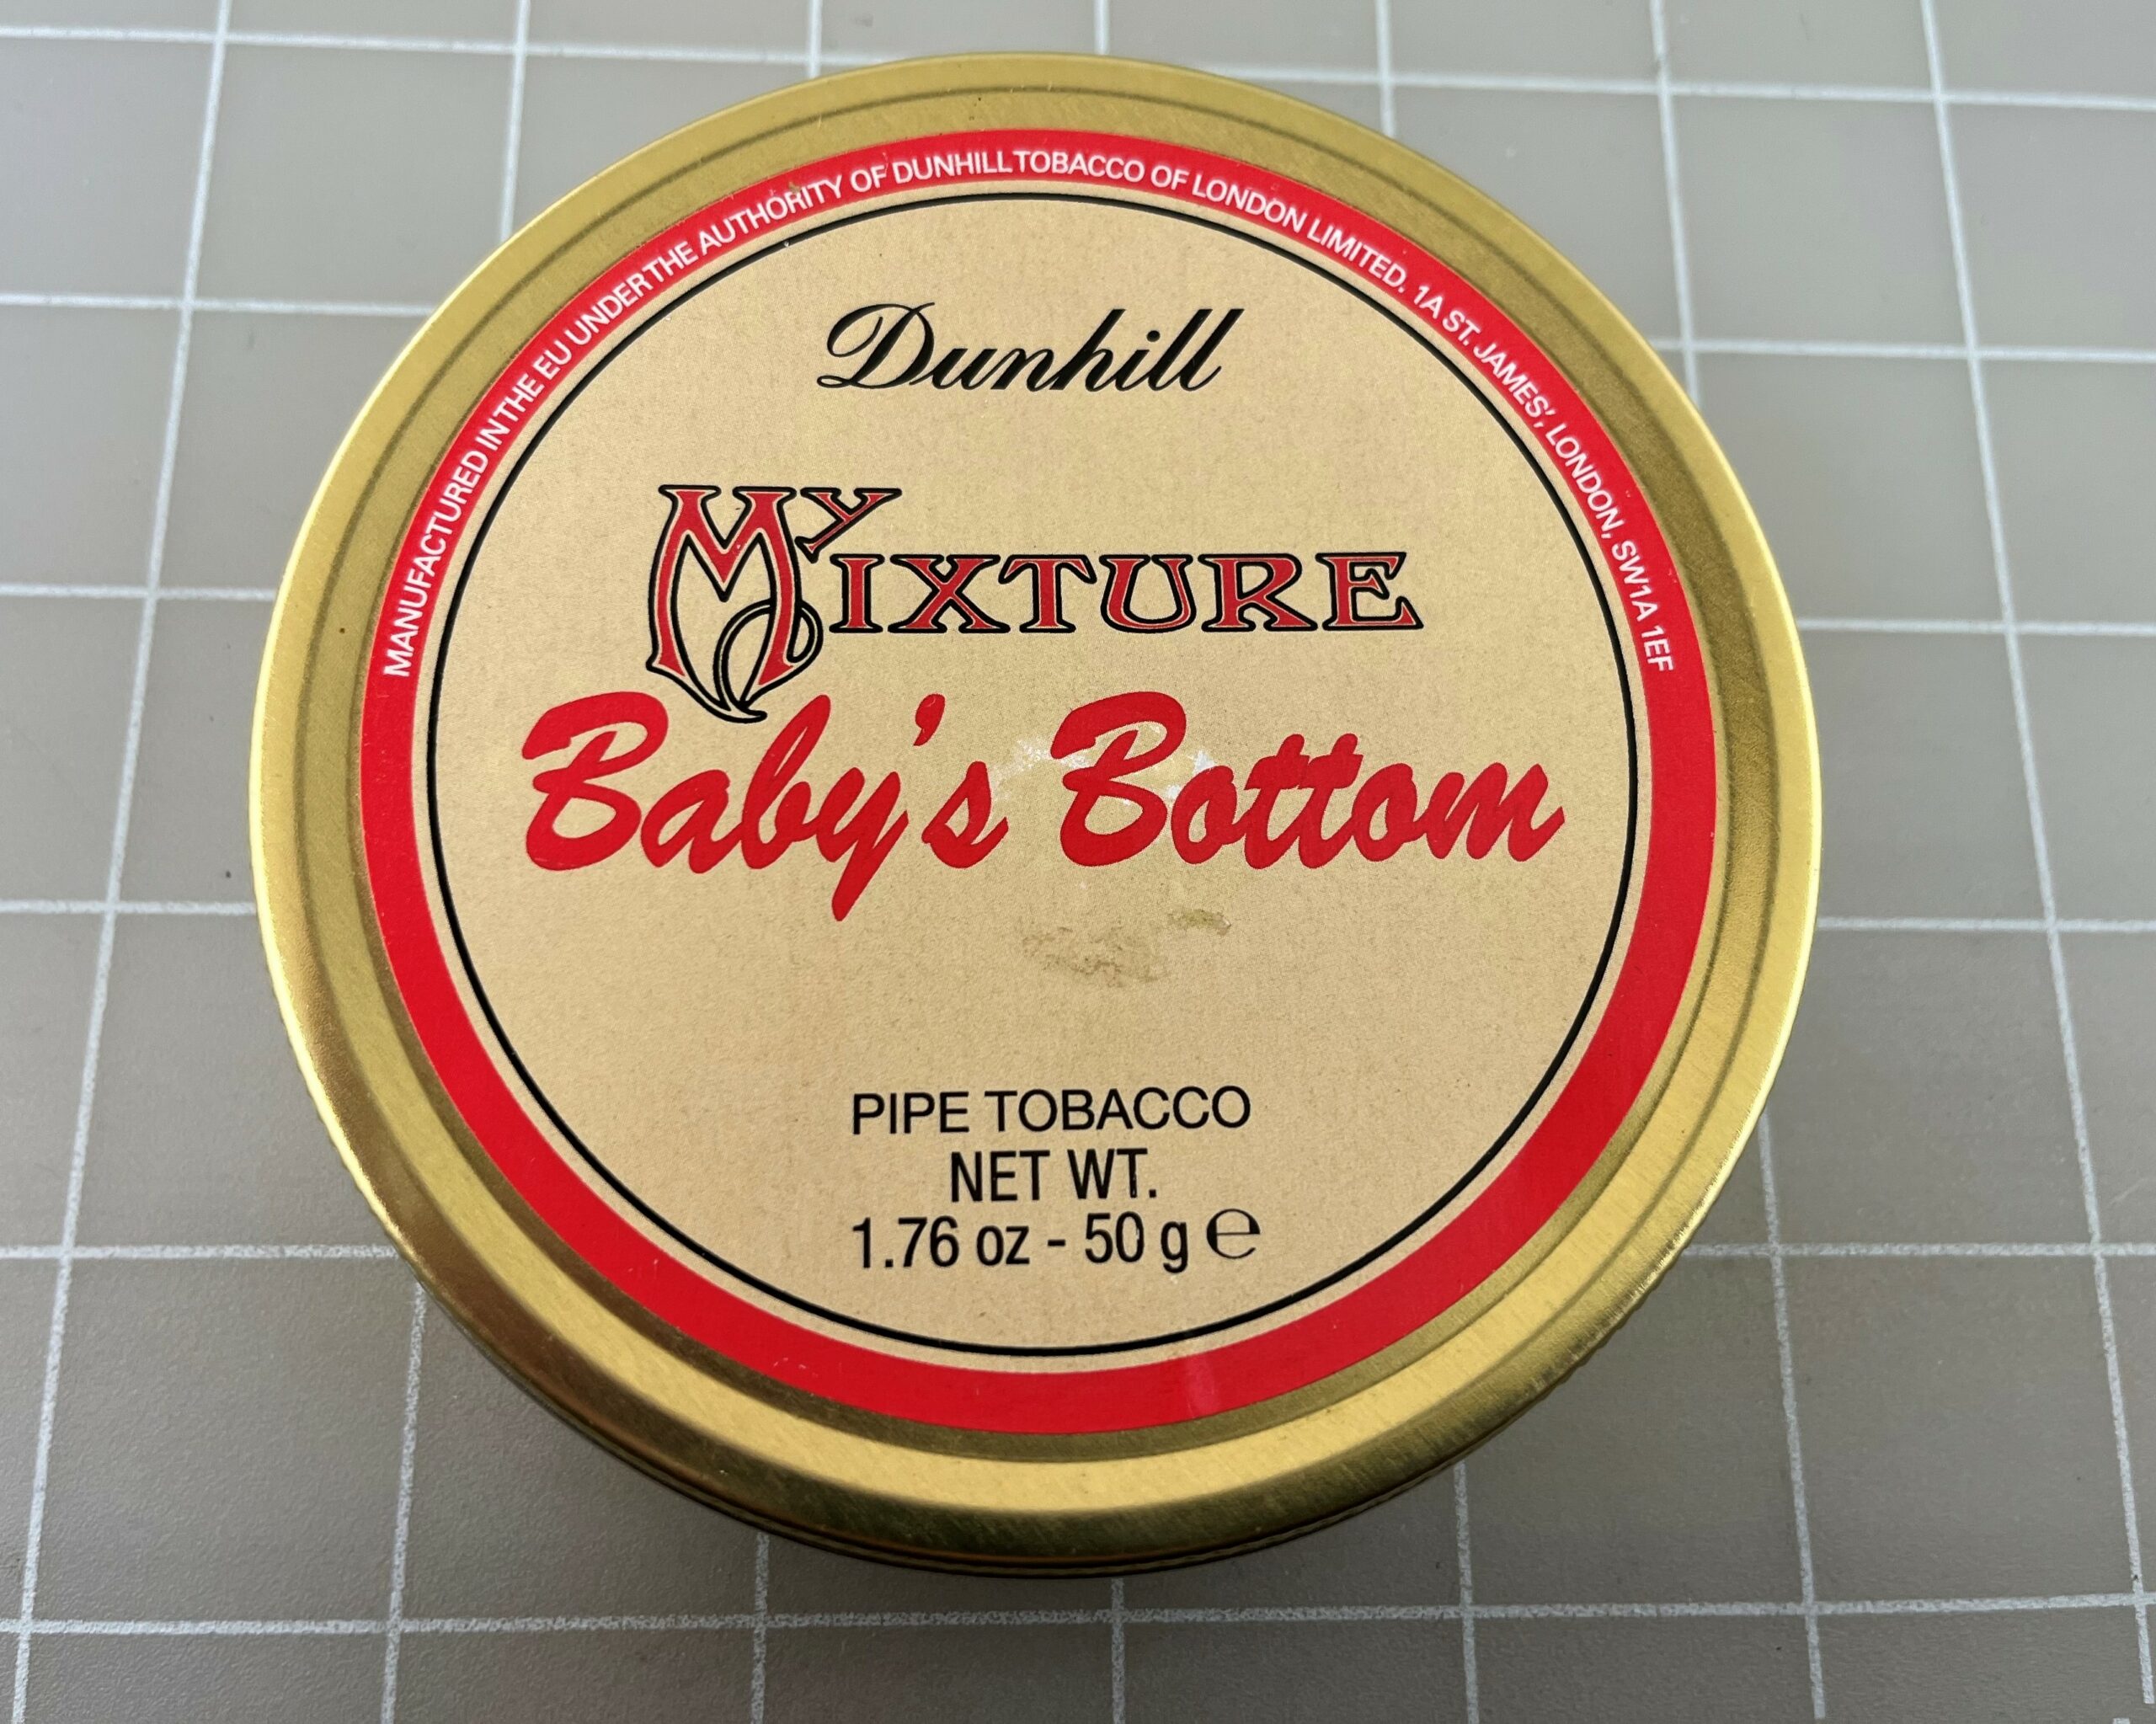 MANUFACTURED IN THE EU UNDER THE AUTHORITY OF DUNHILL TOBACCO OF LONDON LIMITED. 1A ST. JAMES', LONDON, SW1A 1EF
Dunhill
MY MIXTURE
Baby's Bottom
PIPE TOBACCO
NET WT.
1.76 oz - 50 g ℮